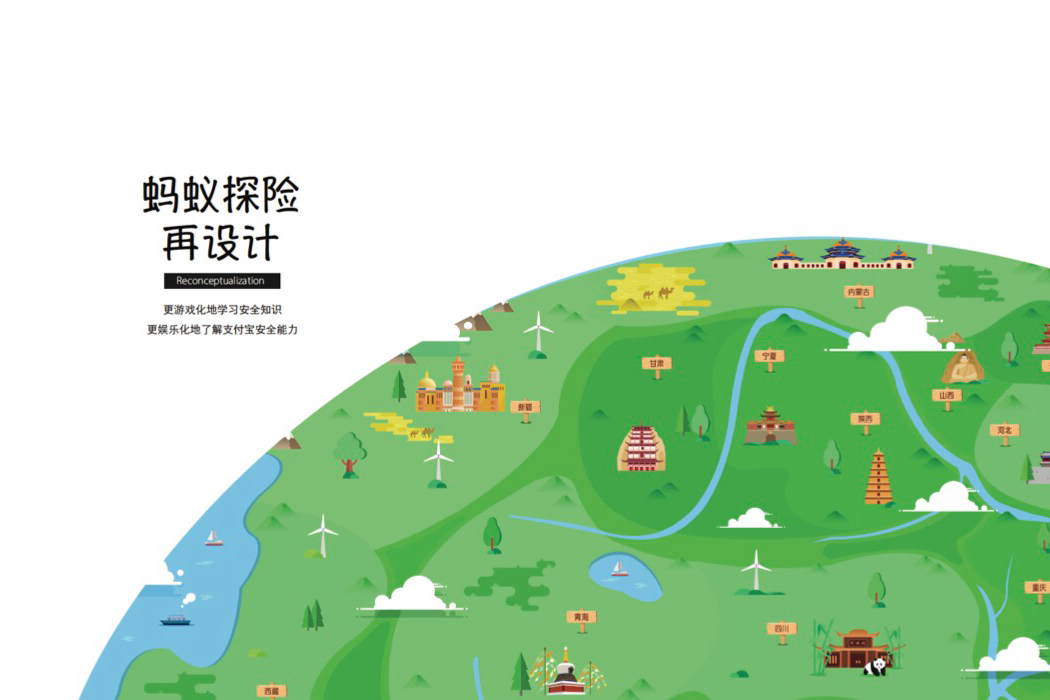 蚂蚁探险
再设计
Reconceptualization
更游戏化地学习安全知识
更娱乐化地了解支付宝安全能力
内蒙古
甘肃
宁夏
山西
新疆
陕西
河北
重庆
青海
四川
西藏